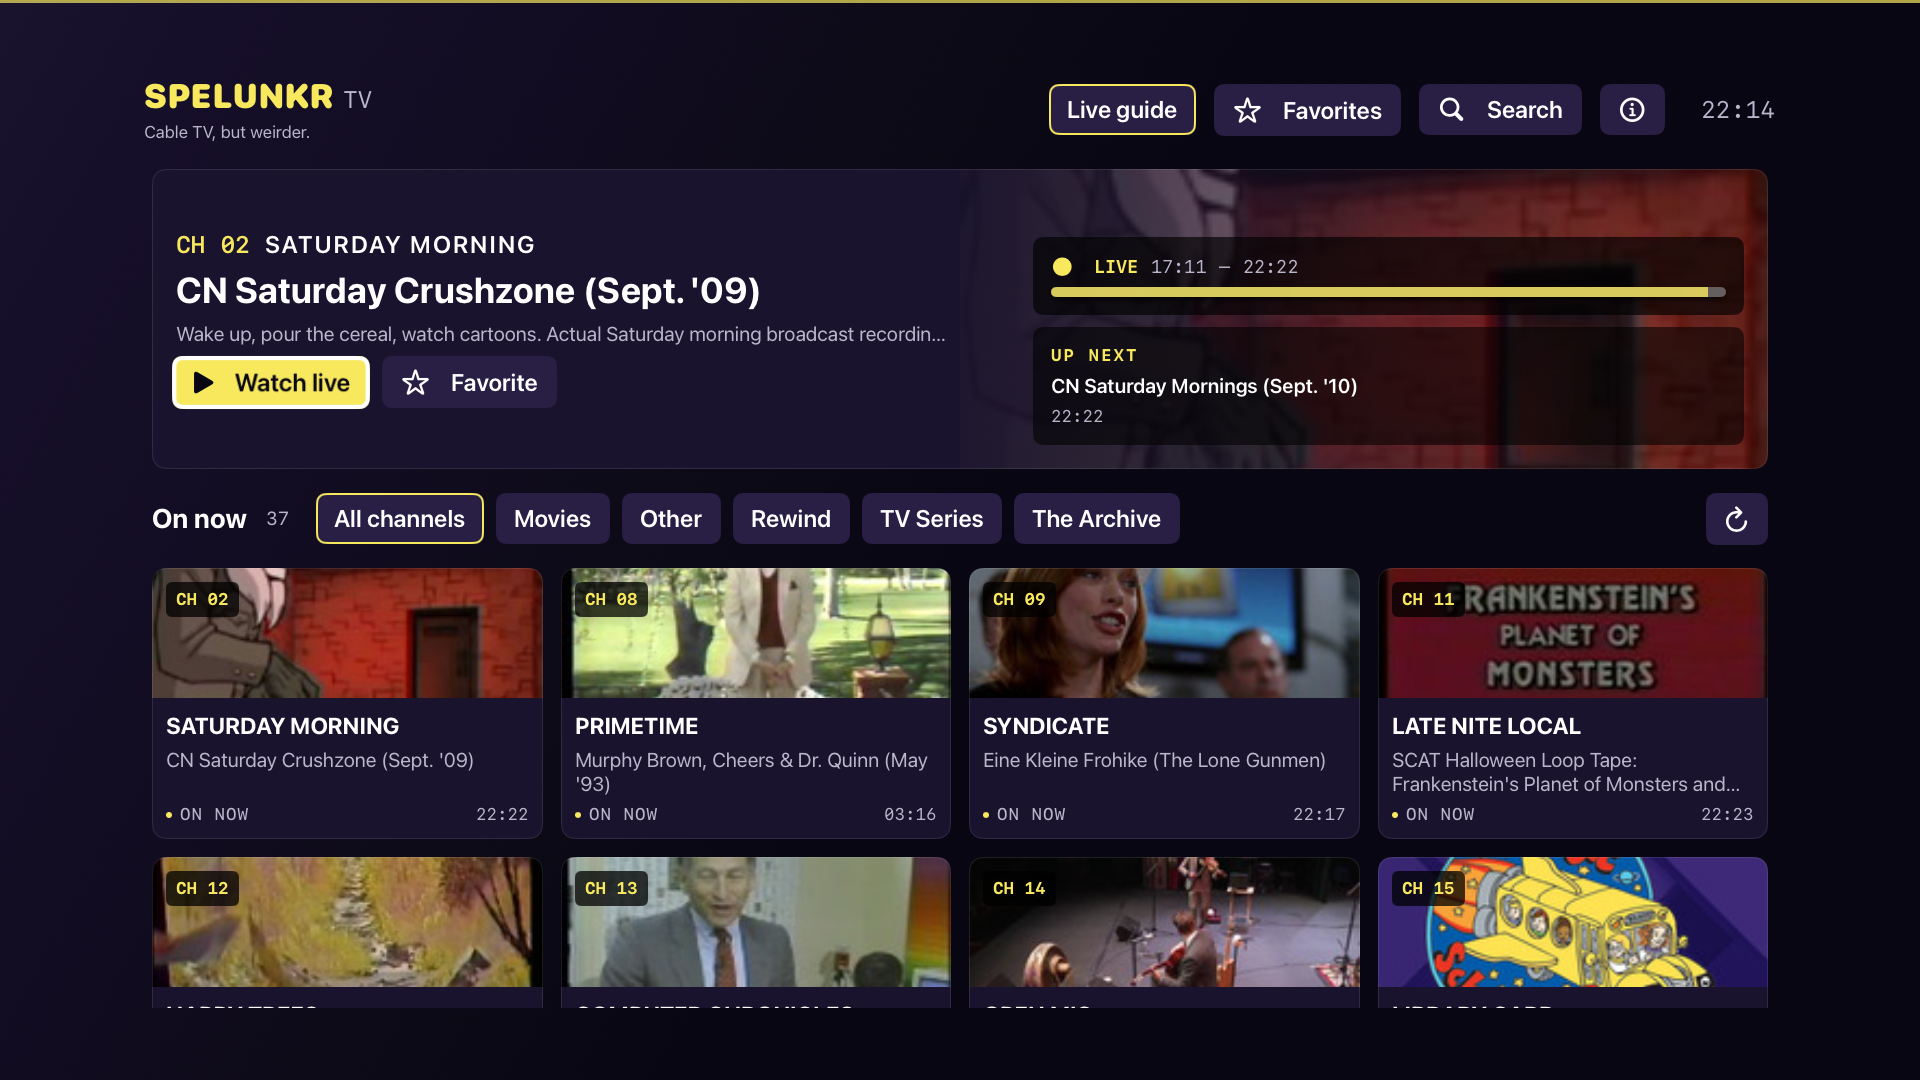 SPELUNKR TV
Cable TV, but weirder.
Live guide
Favorites
Search
22:14
CH 02 SATURDAY MORNING
CN Saturday Crushzone (Sept. '09)
Wake up, pour the cereal, watch cartoons. Actual Saturday morning broadcast recordin...
Watch live
Favorite
LIVE 17:11 – 22:22
UP NEXT
CN Saturday Mornings (Sept. '10)
22:22
On now 37
All channels
Movies
Other
Rewind
TV Series
The Archive
CH 02
SATURDAY MORNING
CN Saturday Crushzone (Sept. '09)
ON NOW 22:22
CH 08
PRIMETIME
Murphy Brown, Cheers & Dr. Quinn (May
'93)
ON NOW 03:16
CH 09
SYNDICATE
Eine Kleine Frohike (The Lone Gunmen)
ON NOW 22:17
CH 11
RANKENSTEIN'S
PLANET OF
MONSTERS
LATE NITE LOCAL
SCAT Halloween Loop Tape:
Frankenstein's Planet of Monsters and...
ON NOW 22:23
CH 12
CH 13
CH 14
CH 15